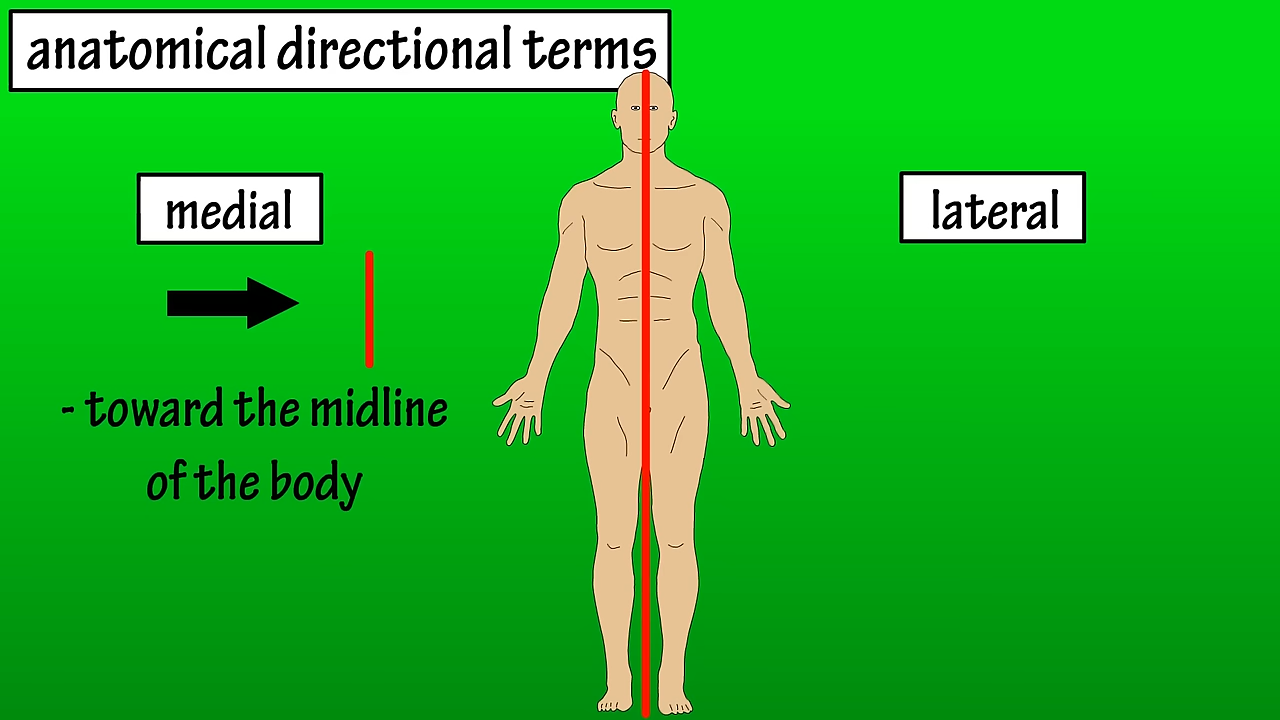 anatomical directional terms
medial
- toward the midline
of the body
lateral